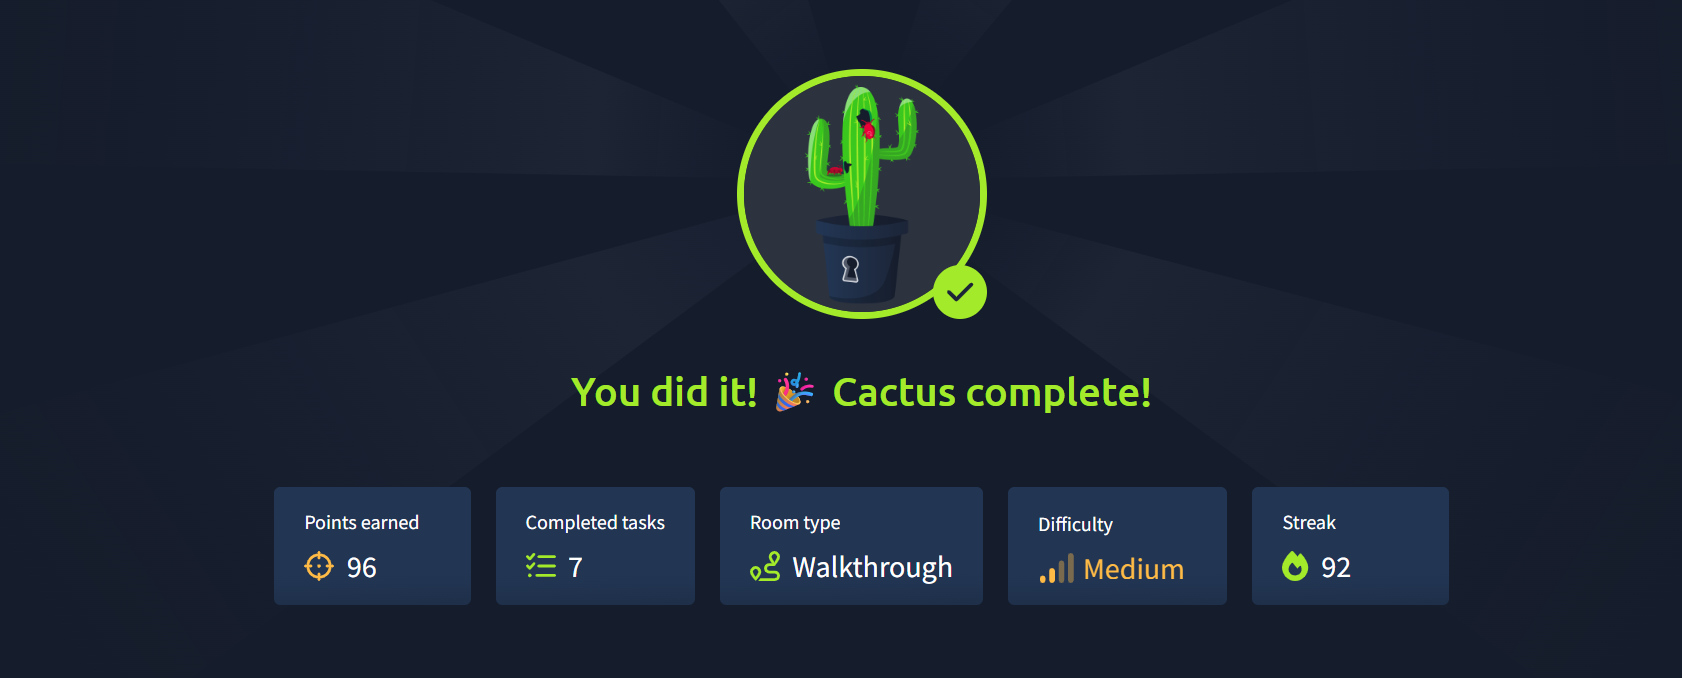 You did it! 🎉 Cactus complete!
Points earned
96
Completed tasks
7
Room type
Walkthrough
Difficulty
Medium
Streak
92